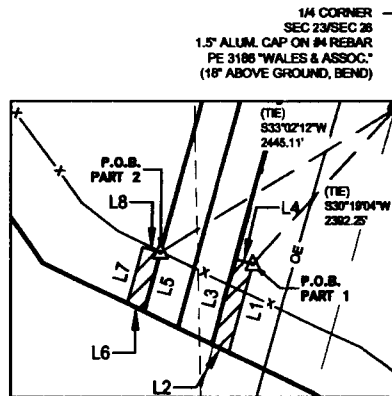 1/4 CORNER
SEC 23/SEC 26
1.5" ALUM. CAP ON #4 REBAR
PE 3186 "WALES & ASSOC."
(18" ABOVE GROUND, BEND)
(TIE)
S33°02'12"W
2445.11'
P.O.B.
PART 2
L8
L4
(TIE)
S30°19'04"W
2392.25'
OE
L7
L5
L3
L1
P.O.B.
PART 1
L6
L2